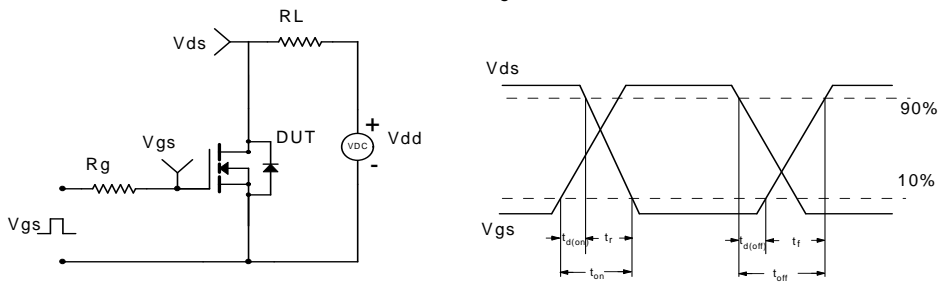 RL
Vds
Vgs
DUT
VDC
+
-
Vdd
Rg
Vgs
Vds
90%
10%
Vgs
td(on)
tr
td(off)
tf
ton
toff